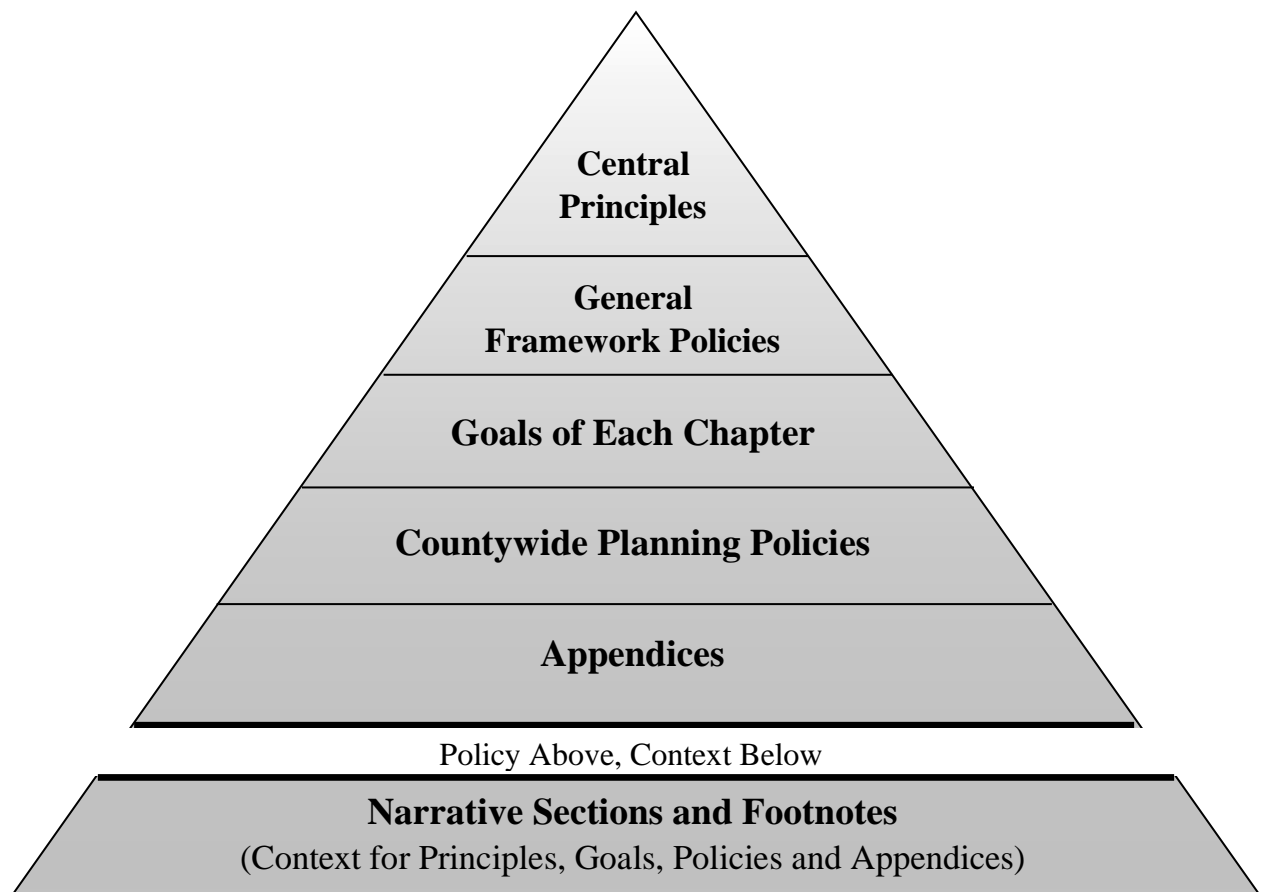 Central
Principles
General
Framework Policies
Goals of Each Chapter
Countywide Planning Policies
Appendices
Policy Above, Context Below
Narrative Sections and Footnotes
(Context for Principles, Goals, Policies and Appendices)